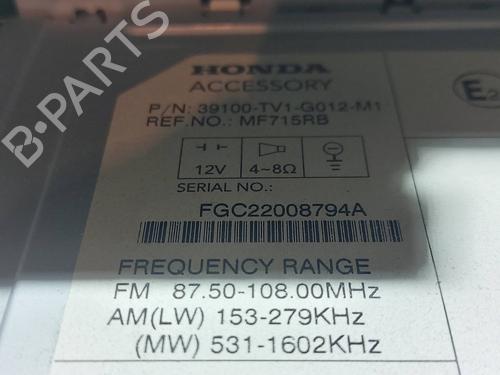 HONDA
ACCESSORY
P/N: 39100-TV1-G012-M1
REF.NO.: MF715RB
12V 4~8Ω
SERIAL NO.:
FGC22008794A
FREQUENCY RANGE
FM 87.50-108.00MHz
AM(LW) 153-279KHz
(MW) 531-1602KHz
E2
B-PARTS